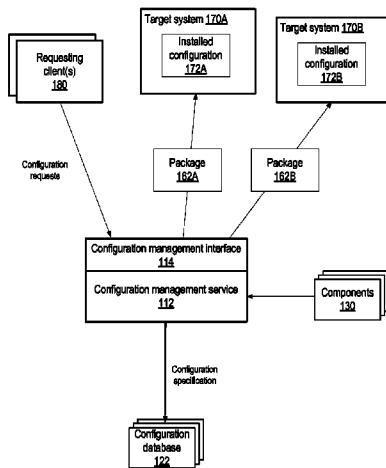 Target system 170A
Installed
configuration
172A
Target system 170B
Installed
configuration
172B
Requesting
client(s)
180
Configuration
requests
Package
162A
Package
162B
Configuration management interface
114
Configuration management service
112
Components
130
Configuration
specification
Configuration
database
122